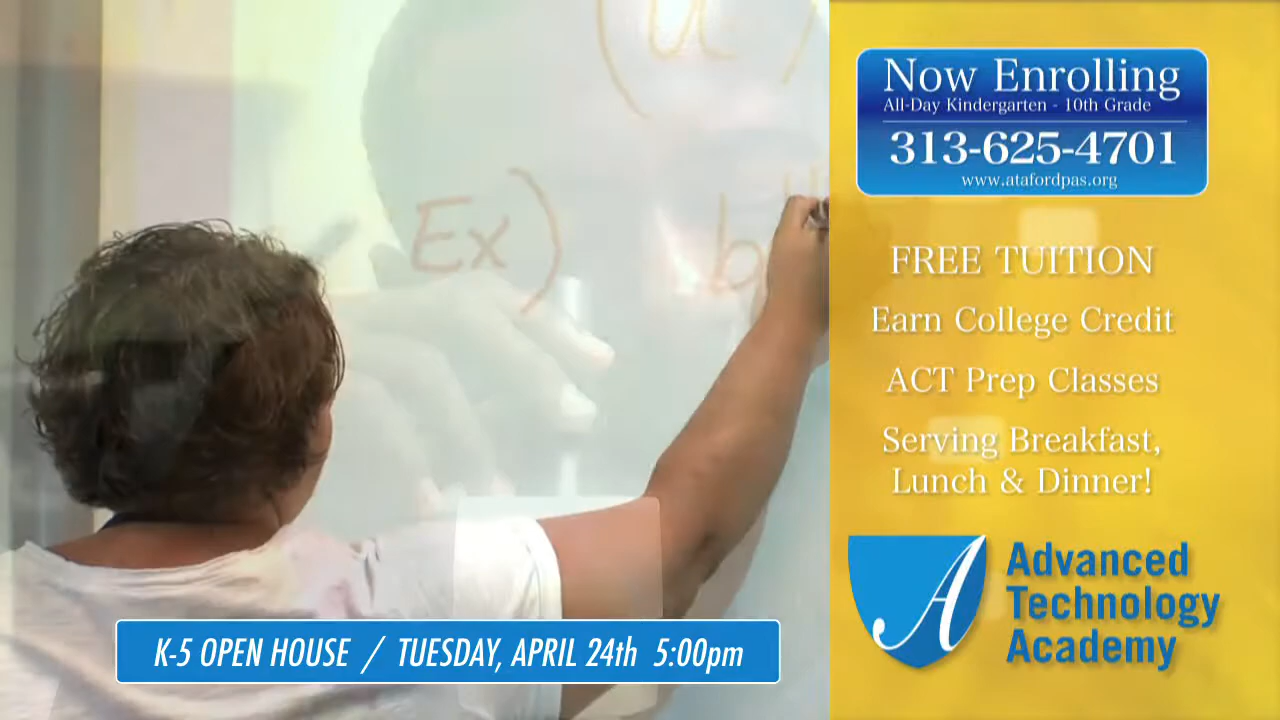 Ex)
Now Enrolling
All-Day Kindergarten - 10th Grade
313-625-4701
www.atafordpas.org
FREE TUITION
Earn College Credit
ACT Prep Classes
Serving Breakfast,
Lunch & Dinner!
A
Advanced
Technology
Academy
K-5 OPEN HOUSE / TUESDAY, APRIL 24th 5:00pm